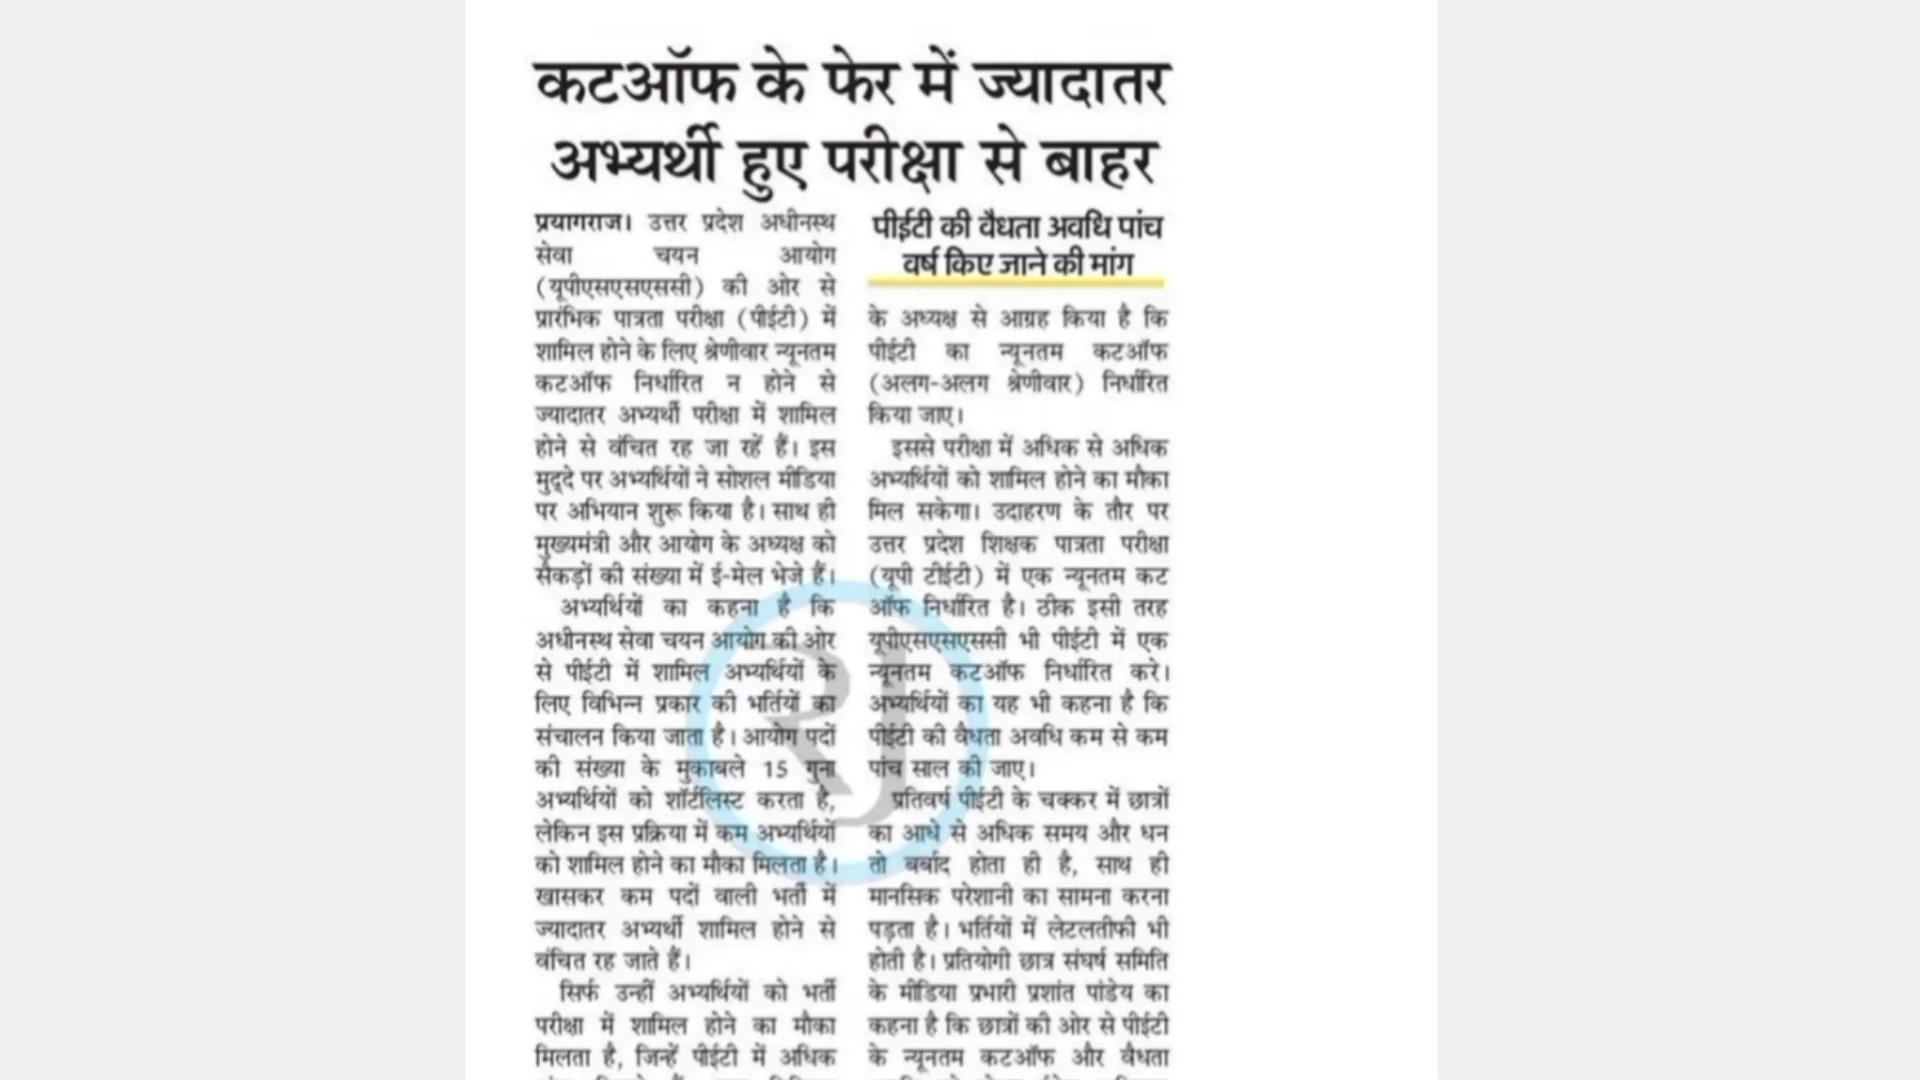 कटऑफ के फेर में ज्यादातर
अभ्यर्थी हुए परीक्षा से बाहर
प्रयागराज। उत्तर प्रदेश अधीनस्थ
सेवा चयन आयोग
(यूपीएसएसएससी) की ओर से
प्रारंभिक पात्रता परीक्षा (पीईटी) में
शामिल होने के लिए श्रेणीवार न्यूनतम
कटऑफ निर्धारित न होने से
ज्यादातर अभ्यर्थी परीक्षा में शामिल
होने से वंचित रह जा रहें हैं। इस
मुद्दे पर अभ्यर्थियों ने सोशल मीडिया
पर अभियान शुरू किया है। साथ ही
मुख्यमंत्री और आयोग के अध्यक्ष को
सैकड़ों की संख्या में ई-मेल भेजे हैं।
अभ्यर्थियों का कहना है कि
अधीनस्थ सेवा चयन आयोग की ओर
से पीईटी में शामिल अभ्यर्थियों के
लिए विभिन्न प्रकार की भर्तियों का
संचालन किया जाता है। आयोग पदों
की संख्या के मुकाबले 15 गुना
अभ्यर्थियों को शॉर्टलिस्ट करता है,
लेकिन इस प्रक्रिया में कम अभ्यर्थियों
को शामिल होने का मौका मिलता है।
खासकर कम पदों वाली भर्ती में
ज्यादातर अभ्यर्थी शामिल होने से
वंचित रह जाते हैं।
सिर्फ उन्हीं अभ्यर्थियों को भर्ती
परीक्षा में शामिल होने का मौका
मिलता है, जिन्हें पीईटी में अधिक
पीईटी की वैधता अवधि पांच
वर्ष किए जाने की मांग
के अध्यक्ष से आग्रह किया है कि
पीईटी का न्यूनतम कटऑफ
(अलग-अलग श्रेणीवार) निर्धारित
किया जाए।
इससे परीक्षा में अधिक से अधिक
अभ्यर्थियों को शामिल होने का मौका
मिल सकेगा। उदाहरण के तौर पर
उत्तर प्रदेश शिक्षक पात्रता परीक्षा
(यूपी टीईटी) में एक न्यूनतम कट
ऑफ निर्धारित है। ठीक इसी तरह
यूपीएसएसएससी भी पीईटी में एक
न्यूनतम कटऑफ निर्धारित करे।
अभ्यर्थियों का यह भी कहना है कि
पीईटी की वैधता अवधि कम से कम
पांच साल की जाए।
प्रतिवर्ष पीईटी के चक्कर में छात्रों
का आधे से अधिक समय और धन
तो बर्बाद होता ही है, साथ ही
मानसिक परेशानी का सामना करना
पड़ता है। भर्तियों में लेटलतीफी भी
होती है। प्रतियोगी छात्र संघर्ष समिति
के मीडिया प्रभारी प्रशांत पांडेय का
कहना है कि छात्रों की ओर से पीईटी
के न्यूनतम कटऑफ और वैधता